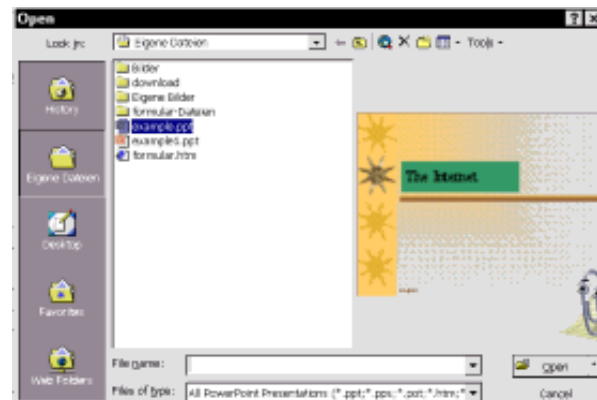 Open
Look in:
Eigene Dateien
Tools
History
Eigene Dateien
Desktop
Favorites
Web Folders
Bilder
download
Eigene Bilder
formular-Dateien
example.ppt
example1.ppt
formular.htm
The Internet
File name:
Open
Files of type:
All PowerPoint Presentations (*.ppt;*.pps;*.pot;*.htm;*
Cancel